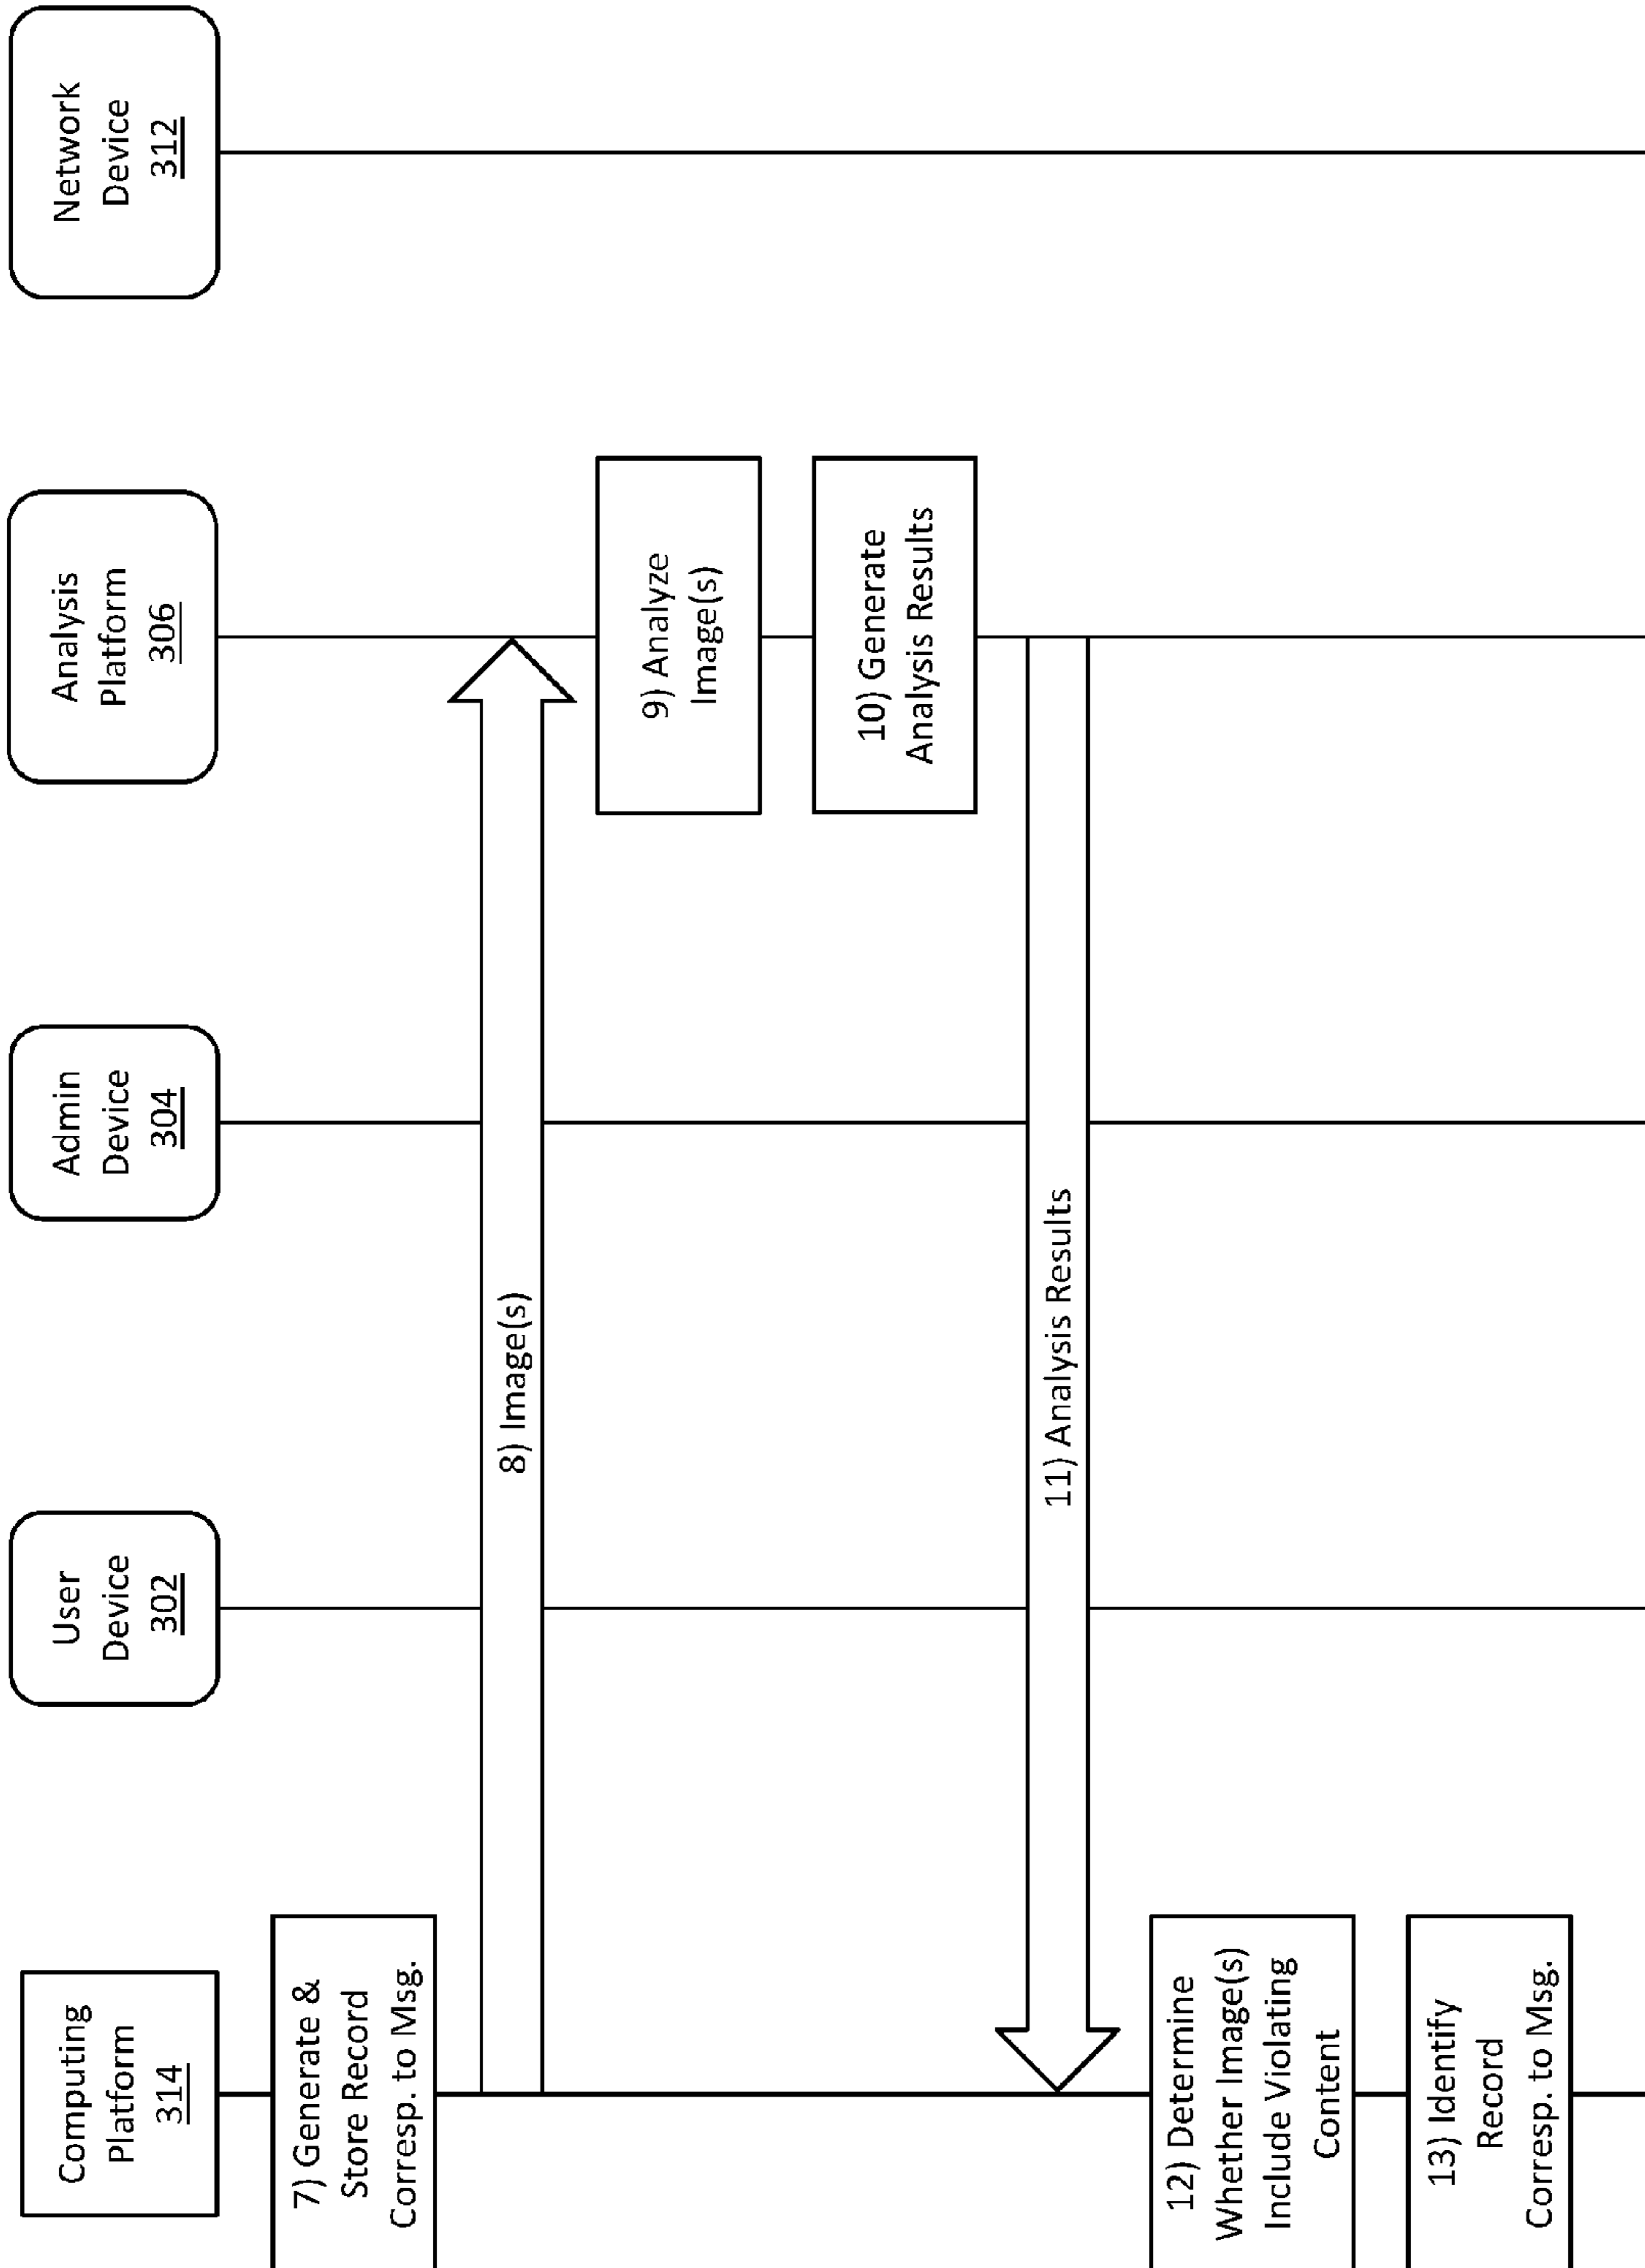 Computing
Platform
314
User
Device
302
Admin
Device
304
Analysis
Platform
306
Network
Device
312
7) Generate &
Store Record
Corresp. to Msg.
8) Image(s)
9) Analyze
Image(s)
10) Generate
Analysis Results
11) Analysis Results
12) Determine
Whether Image(s)
Include Violating
Content
13) Identify
Record
Corresp. to Msg.